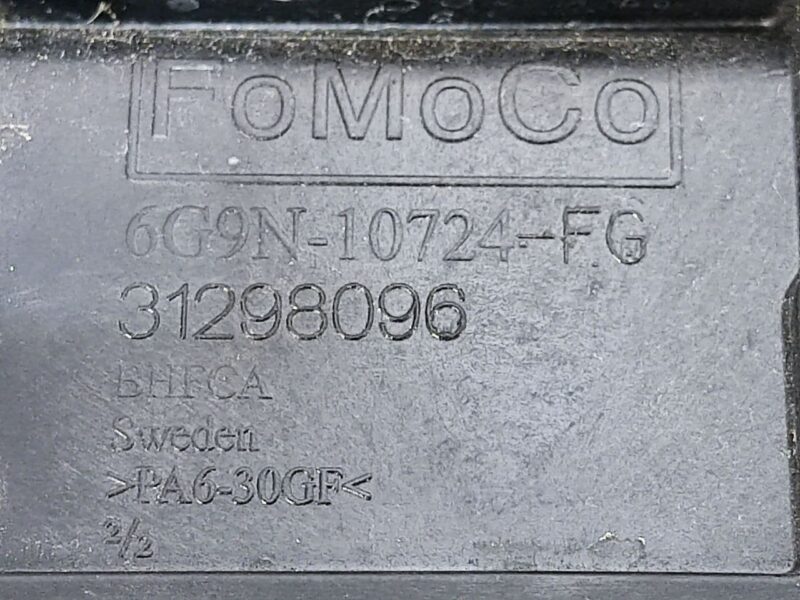 FoMoCo
6G9N-10724-FG
31298096
BHFCA
Sweden
>PA6-30GF<
2/2